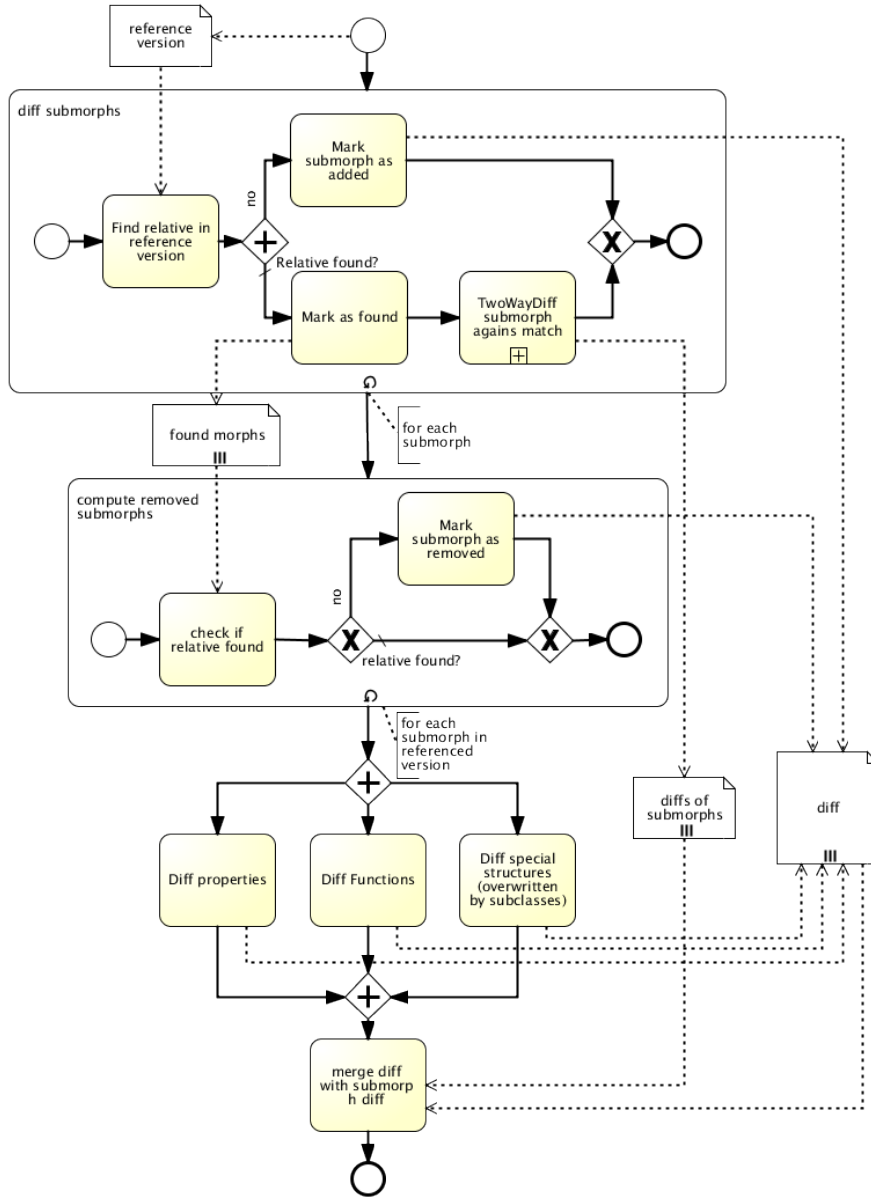 reference
version
diff submorphs
Mark
submorph as
added
no
Find relative in
reference
version
Relative found?
Mark as found
TwoWayDiff
submorph
agains match
found morphs
for each
submorph
compute removed
submorphs
Mark
submorph as
removed
no
check if
relative found
relative found?
for each
submorph in
referenced
version
diffs of
submorphs
diff
Diff properties
Diff Functions
Diff special
structures
(overwritten
by subclasses)
merge diff
with submorp
h diff